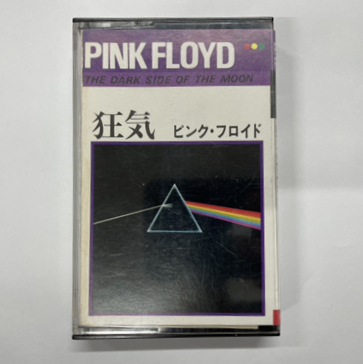 PINK FLOYD
THE DARK SIDE OF THE MOON
狂気 ピンク・フロイド